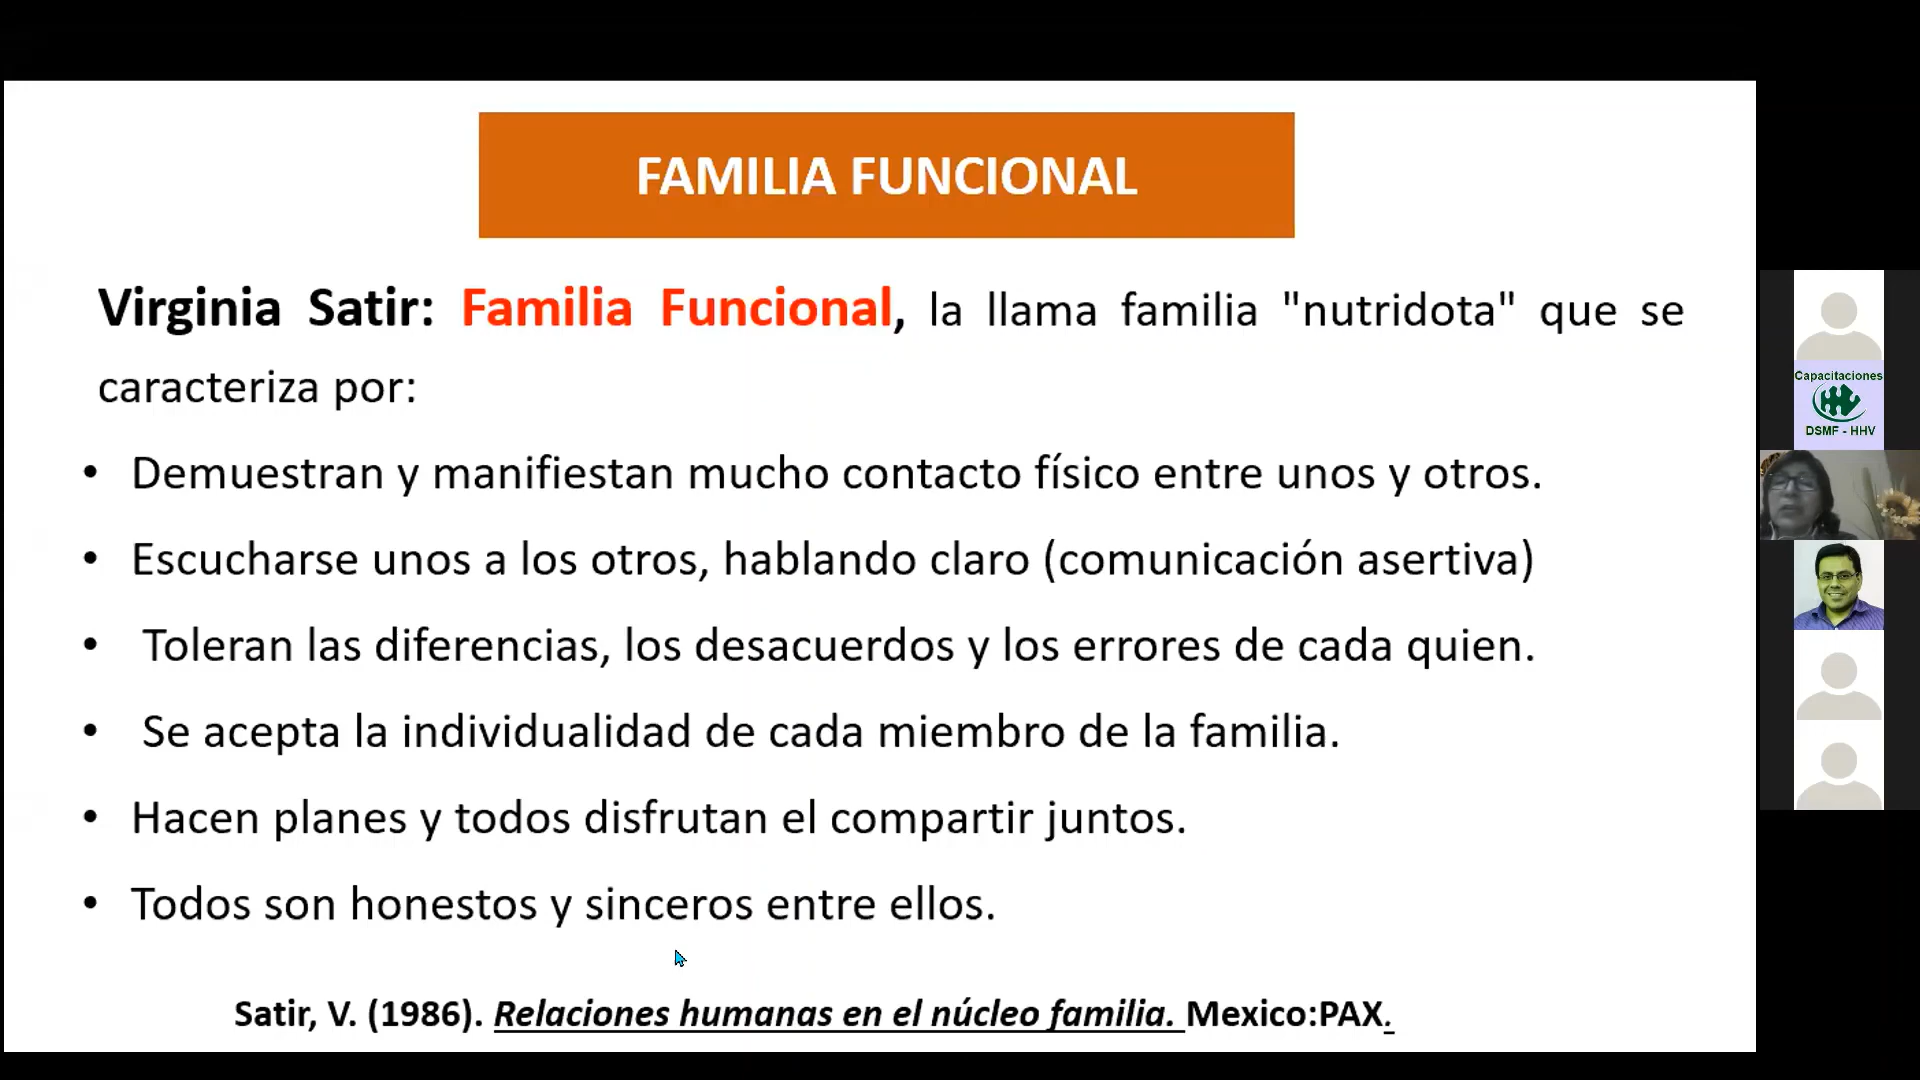 FAMILIA FUNCIONAL
Virginia Satir: Familia Funcional, la llama familia "nutridota" que se
caracteriza por:
• Demuestran y manifiestan mucho contacto físico entre unos y otros.
• Escucharse unos a los otros, hablando claro (comunicación asertiva)
• Toleran las diferencias, los desacuerdos y los errores de cada quien.
• Se acepta la individualidad de cada miembro de la familia.
• Hacen planes y todos disfrutan el compartir juntos.
• Todos son honestos y sinceros entre ellos.
Satir, V. (1986). Relaciones humanas en el núcleo familia. Mexico:PAX.
Capacitaciones
DSMF - HHV